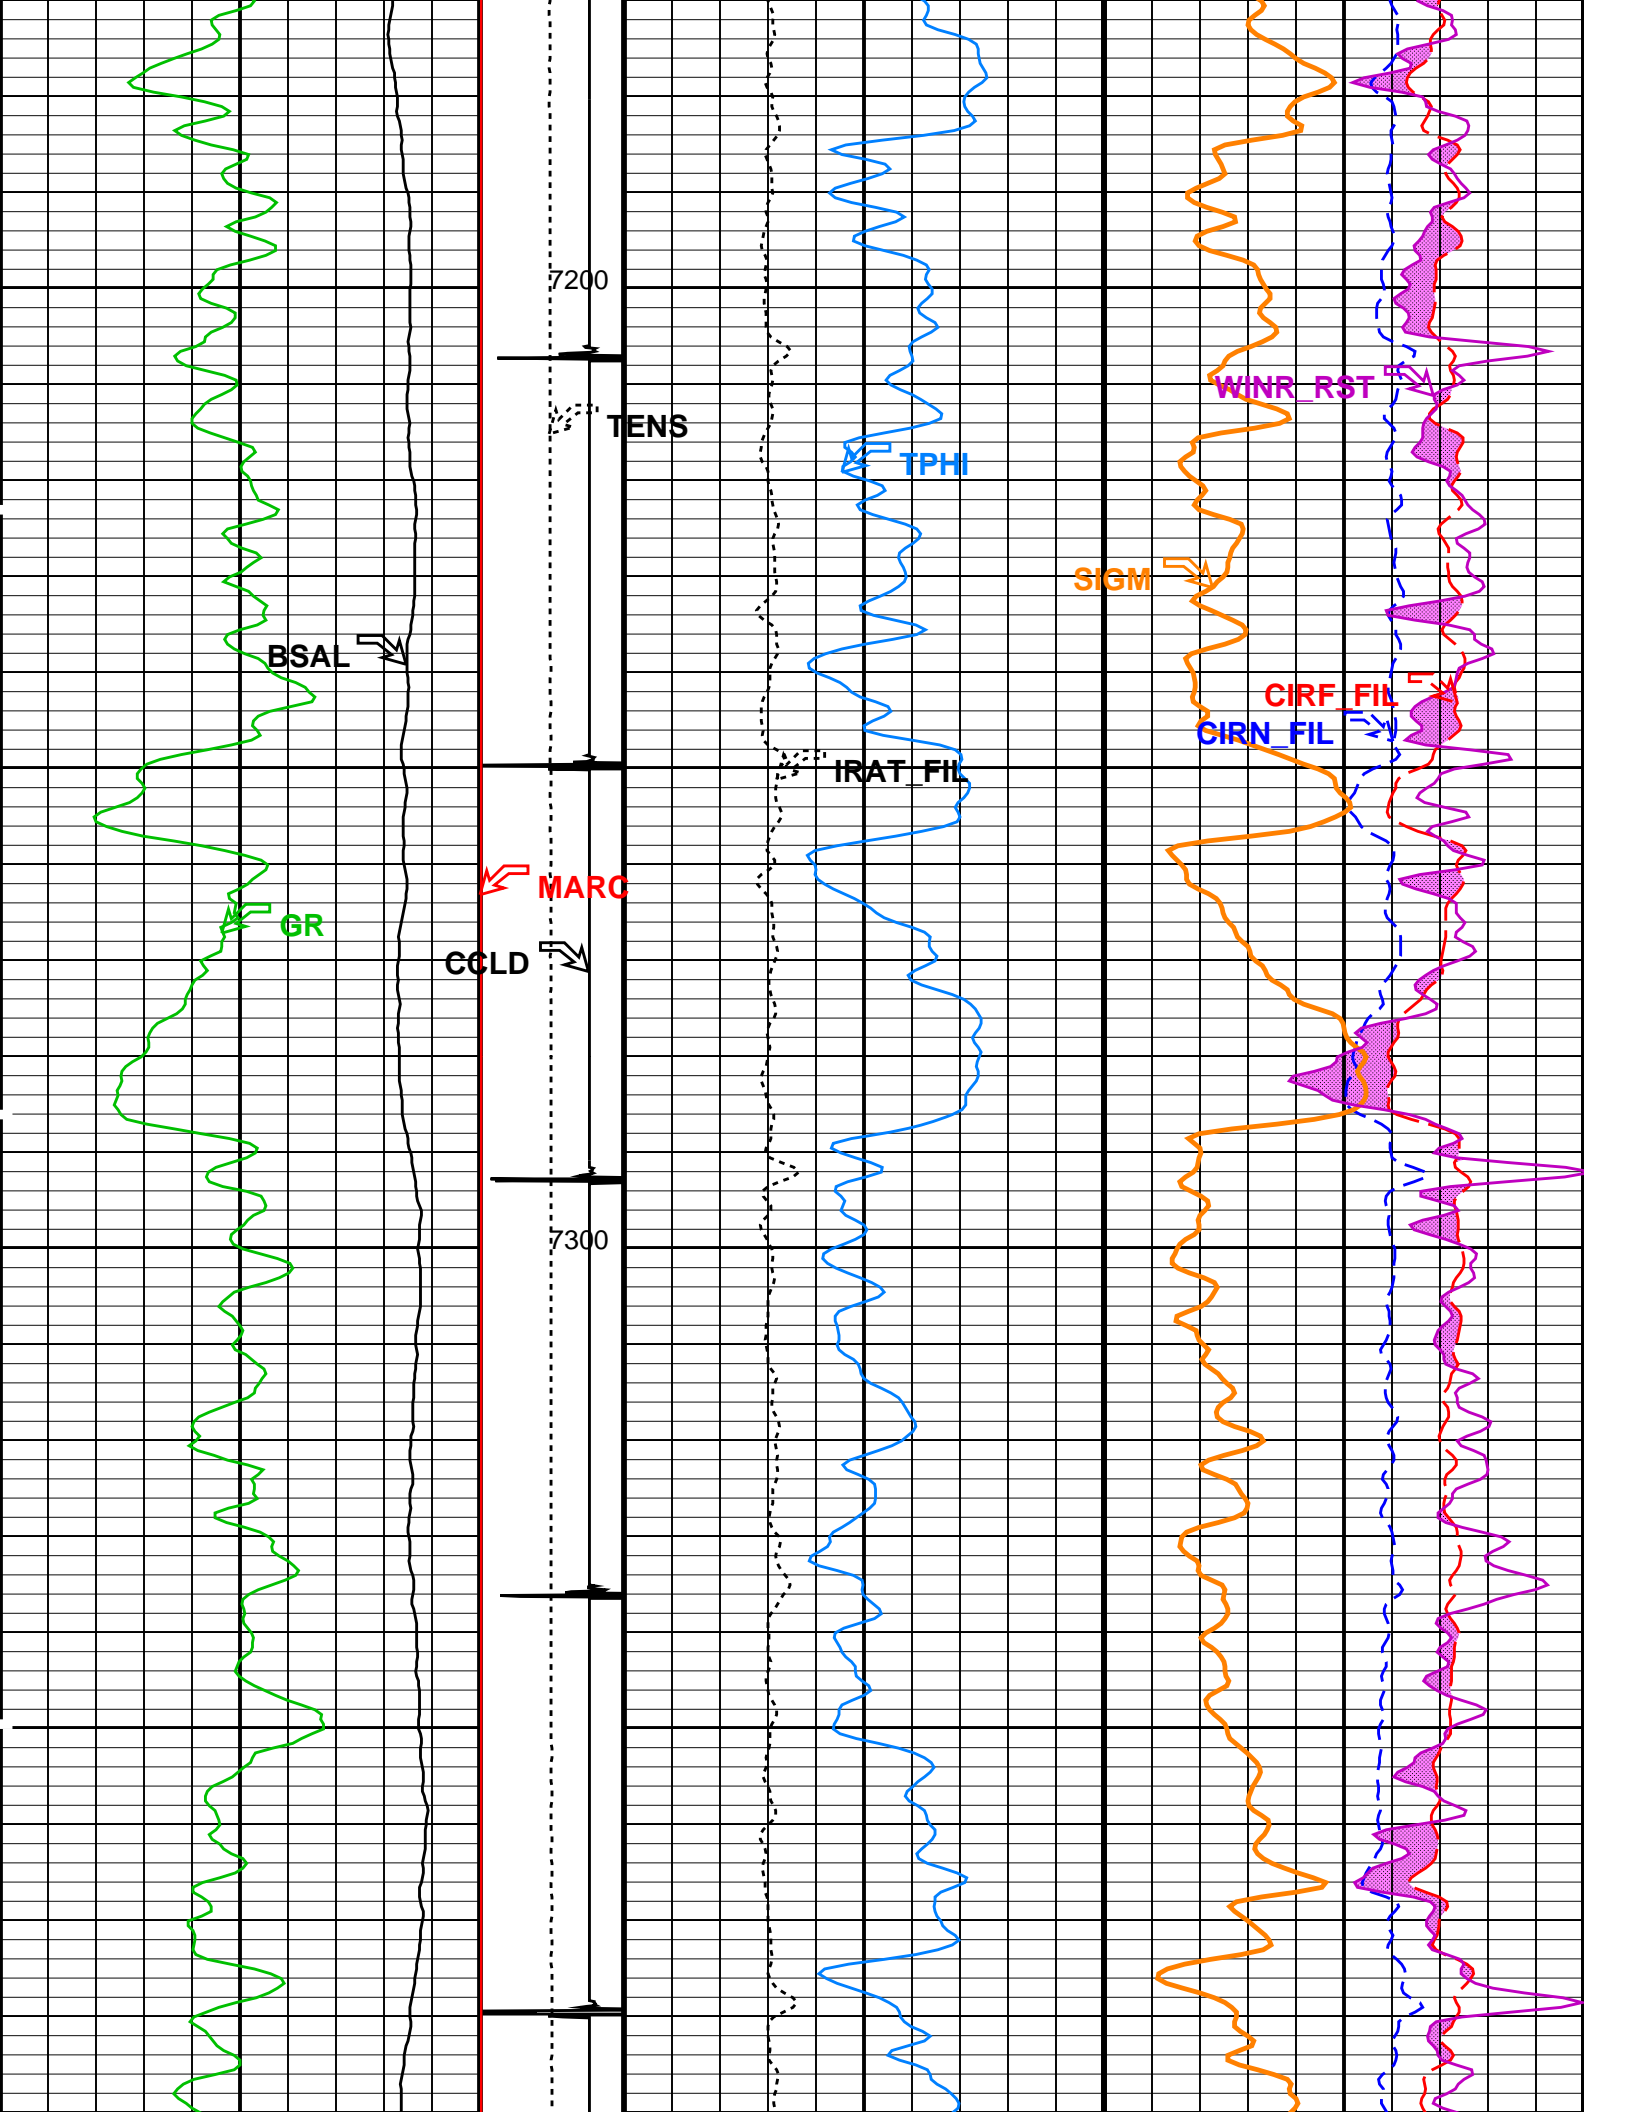 7200
WINR_RST
TENS
TPHI
SIGM
BSAL
CIRF_FIL
CIRN_FIL
IRAT_FIL
MARC
GR
CCLD
7300